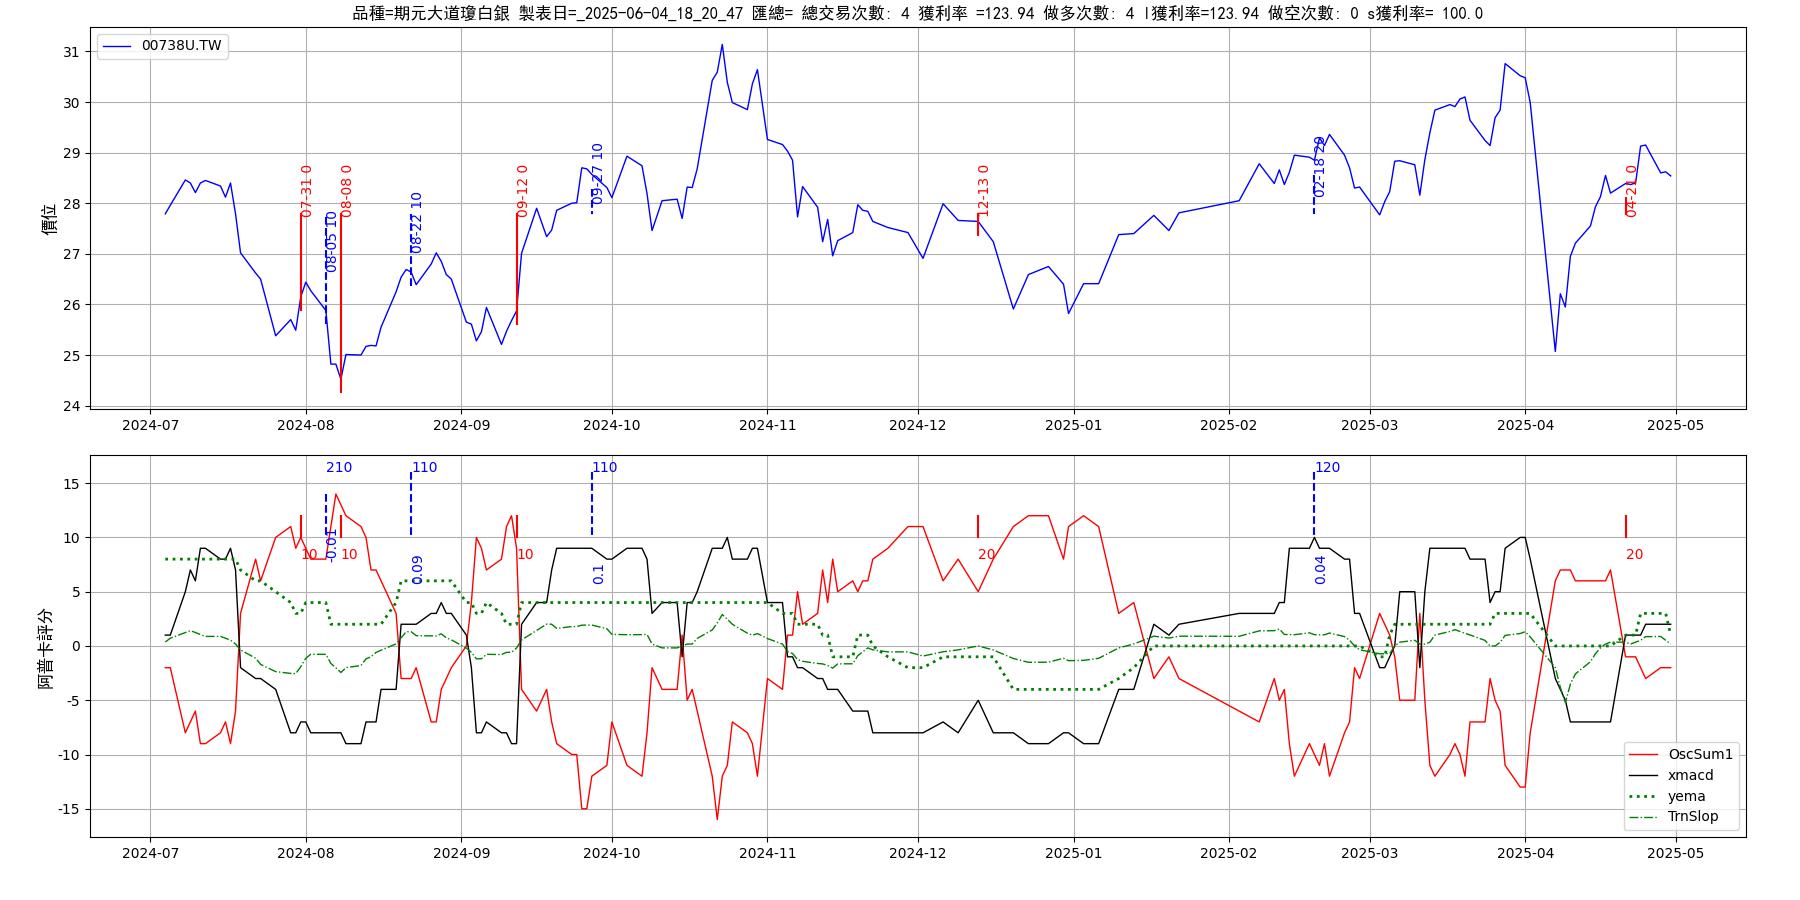 品種=期元大道瓊白銀 製表日=_2025-06-04_18_20_47 匯總= 總交易次數: 4 獲利率 =123.94 做多次數: 4 l獲利率=123.94 做空次數: 0 s獲利率= 100.0
00738U.TW
價位
31
30
29
28
27
26
25
24
07-31 0
08-05 10
08-08 0
08-22 10
09-12 0
09-27 10
12-13 0
02-18 20
04-21 0
2024-07 2024-08 2024-09 2024-10 2024-11 2024-12 2025-01 2025-02 2025-03 2025-04 2025-05
阿普卡評分
15
10
5
0
-5
-10
-15
210 110 110 120
10 -0.01 10 0.09 10 0.1 20 0.04 20
OscSum1
xmacd
yema
TrnSlop
2024-07 2024-08 2024-09 2024-10 2024-11 2024-12 2025-01 2025-02 2025-03 2025-04 2025-05